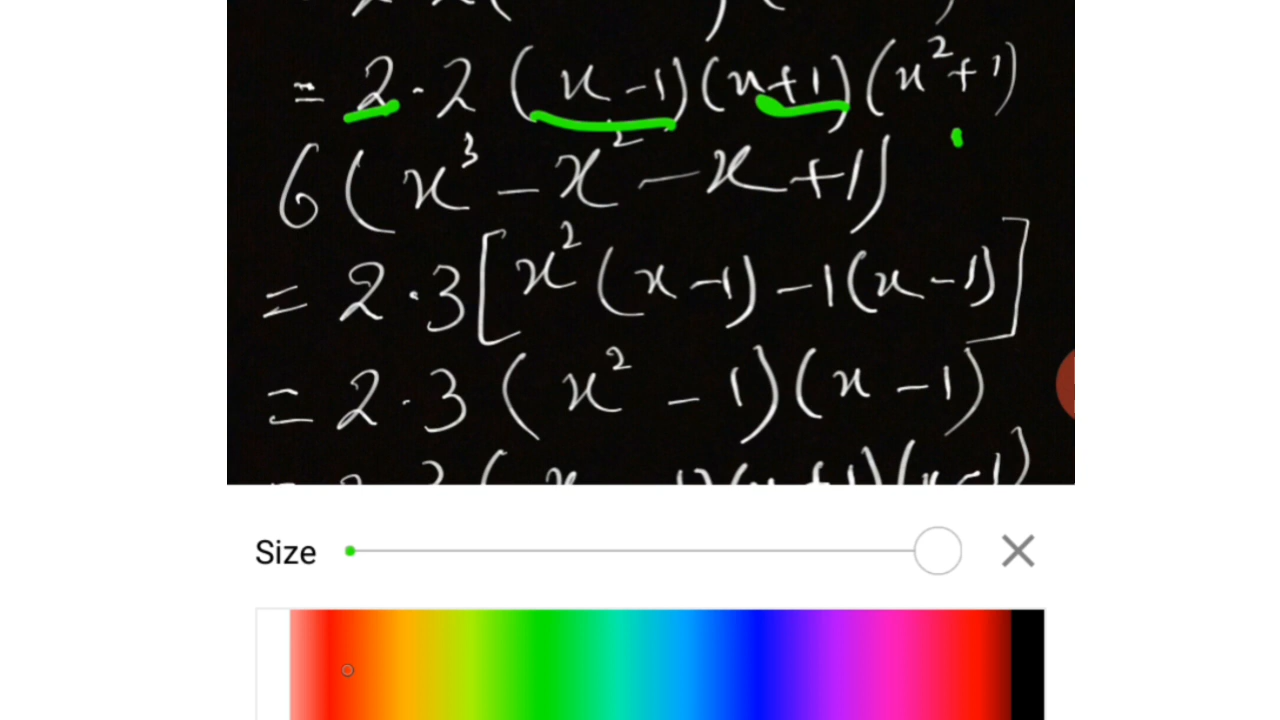 = 2 · 2 (x - 1)(x + 1)(x² + 1)
6 (x³ - x² - x + 1)
= 2 · 3 [x² (x - 1) - 1(x - 1)]
= 2 · 3 (x² - 1)(x - 1)
Size